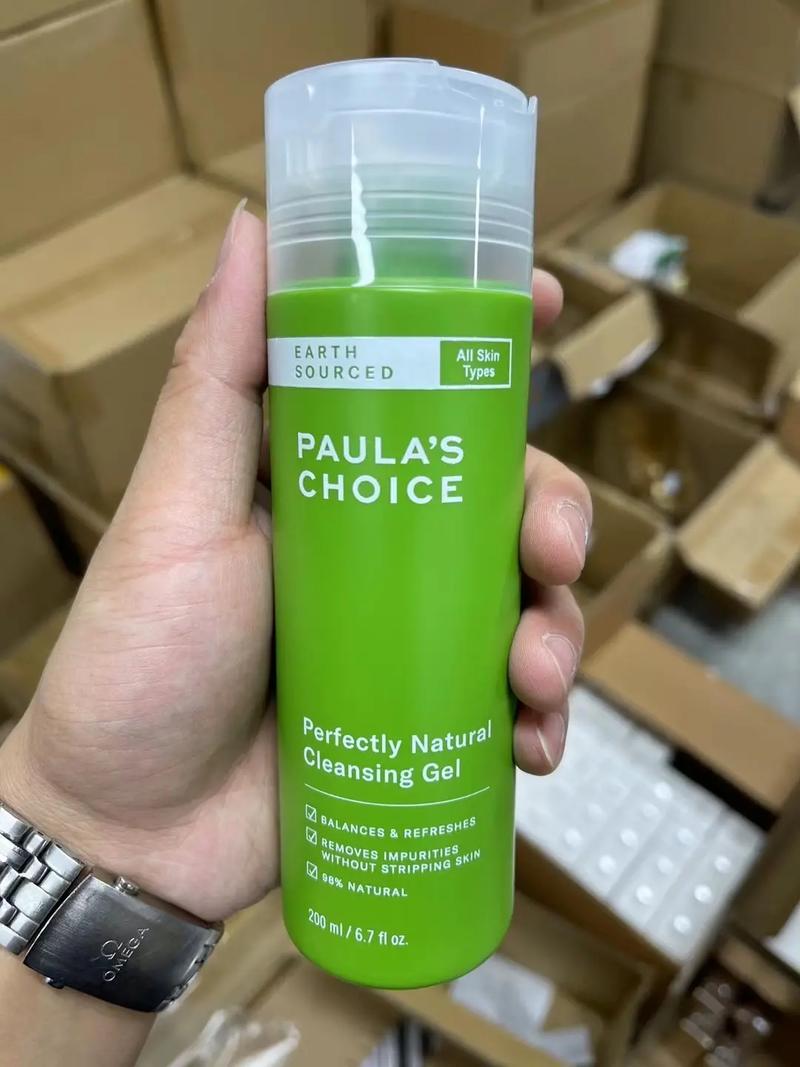 EARTH
SOURCED
All Skin
Types
PAULA'S
CHOICE
Perfectly Natural
Cleansing Gel
BALANCES & REFRESHES
REMOVES IMPURITIES
WITHOUT STRIPPING SKIN
98% NATURAL
200 ml / 6.7 fl oz.
Ω
OMEGA